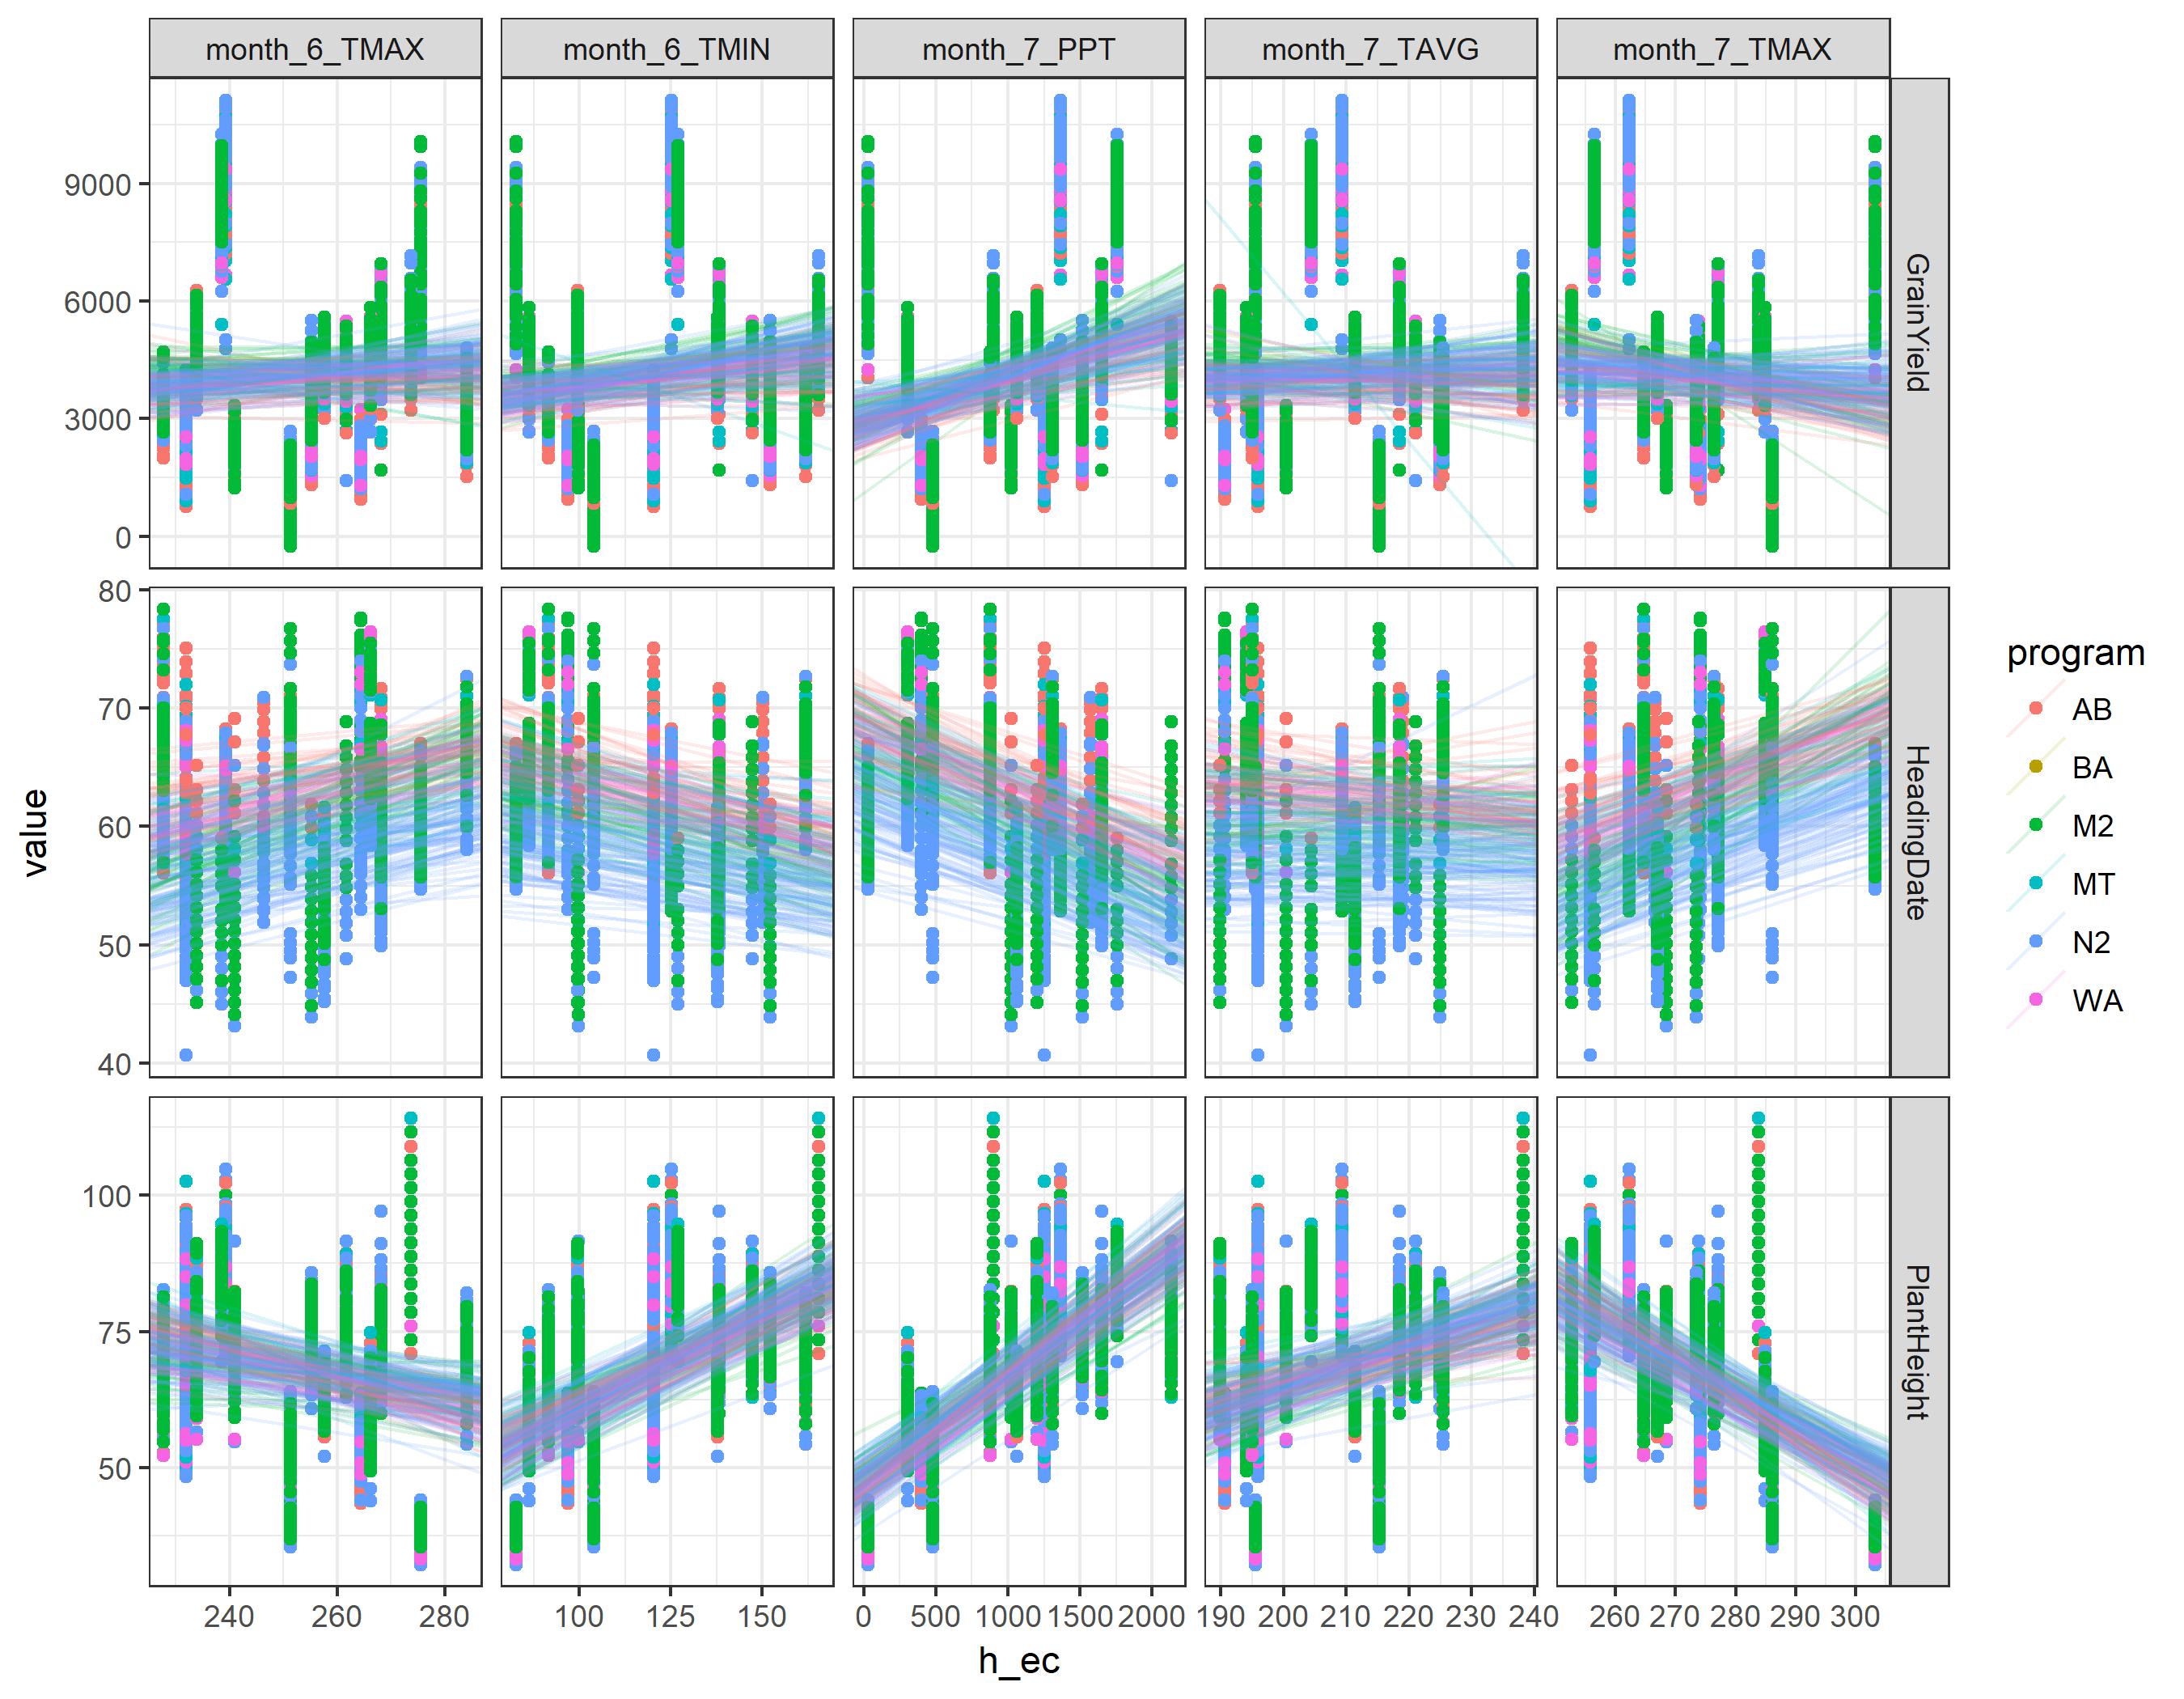 month_6_TMAX month_6_TMIN month_7_PPT month_7_TAVG month_7_TMAX
9000
6000
3000
0
GrainYield
80
70
60
50
40
HeadingDate
100
75
50
PlantHeight
value
240 260 280
100 125 150
0 500 1000 1500 2000
190 200 210 220 230 240
260 270 280 290 300
h_ec
program
AB
BA
M2
MT
N2
WA